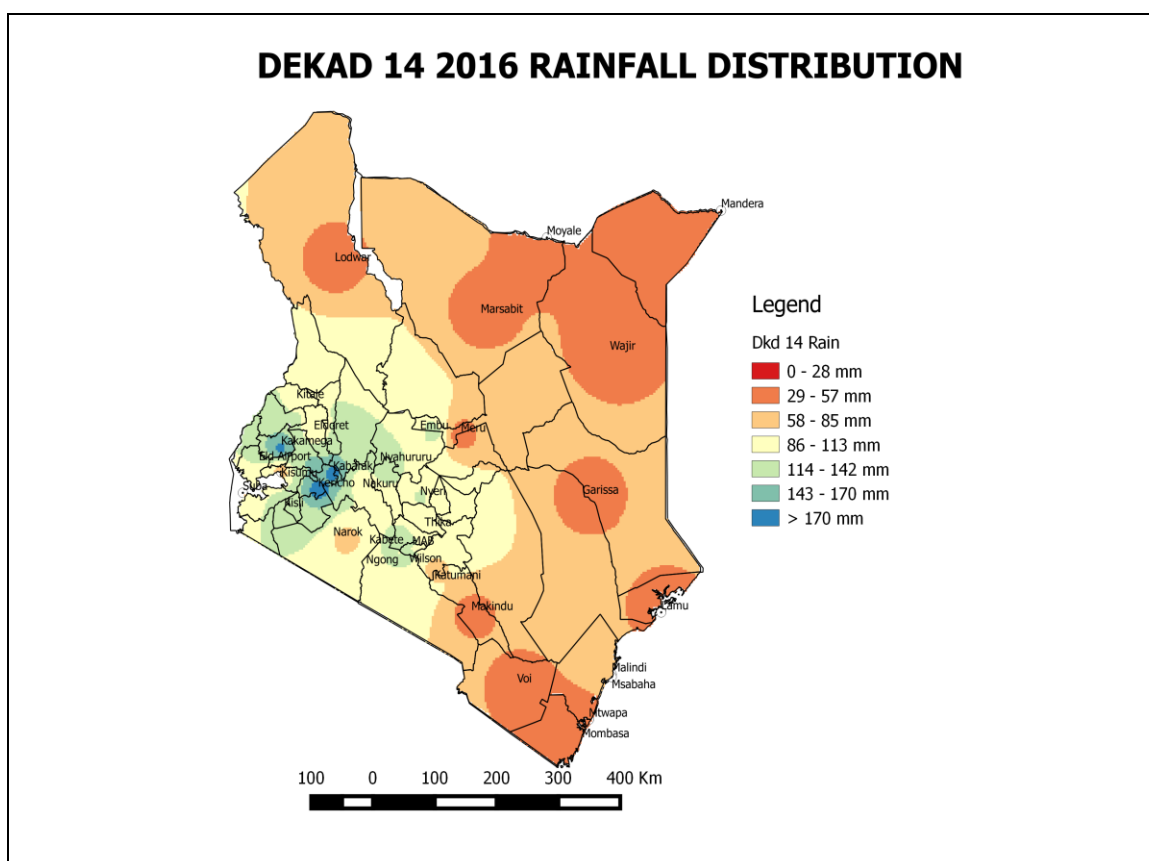 DEKAD 14 2016 RAINFALL DISTRIBUTION
Mandera
Moyale
Lodwar
Marsabit
Wajir
Legend
Dkd 14 Rain
0 - 28 mm
29 - 57 mm
58 - 85 mm
86 - 113 mm
114 - 142 mm
143 - 170 mm
> 170 mm
Kitale
Eldoret
Embu
Meru
Kakamega
Eld Airport
Nyahururu
Kabarak
Kisumu
Kericho
Nakuru
Suba
Nyeri
Garissa
Kisii
Thika
Narok
Kabete
MAB
Ngong
Wilson
Katumani
Makindu
Lamu
Malindi
Voi
Msabaha
Mtwapa
Mombasa
100 0 100 200 300 400 Km